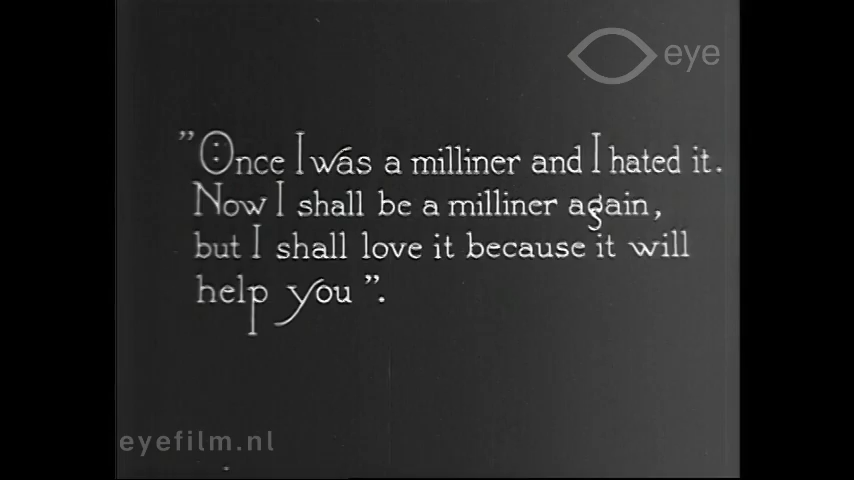 eye
"Once I was a milliner and I hated it.
Now I shall be a milliner again,
but I shall love it because it will
help you".
eyefilm.nl